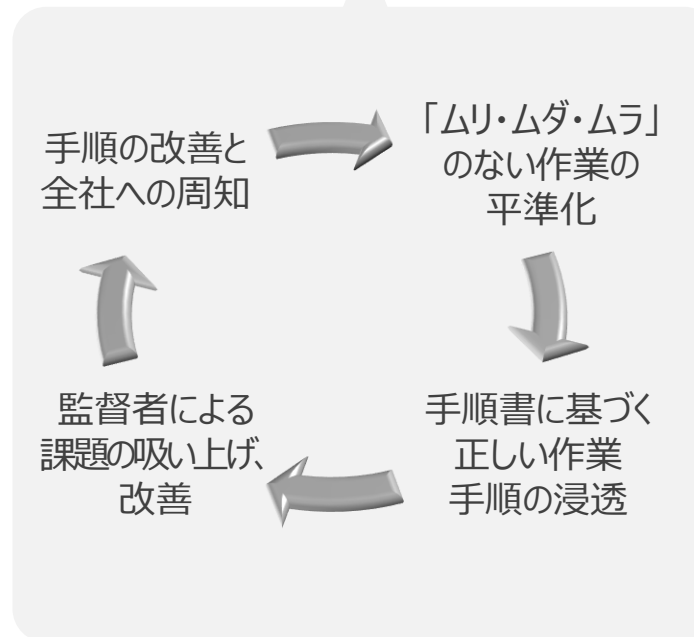 手順の改善と
全社への周知
「ムリ・ムダ・ムラ」
のない作業の
平準化
手順書に基づく
正しい作業
手順の浸透
監督者による
課題の吸い上げ、
改善